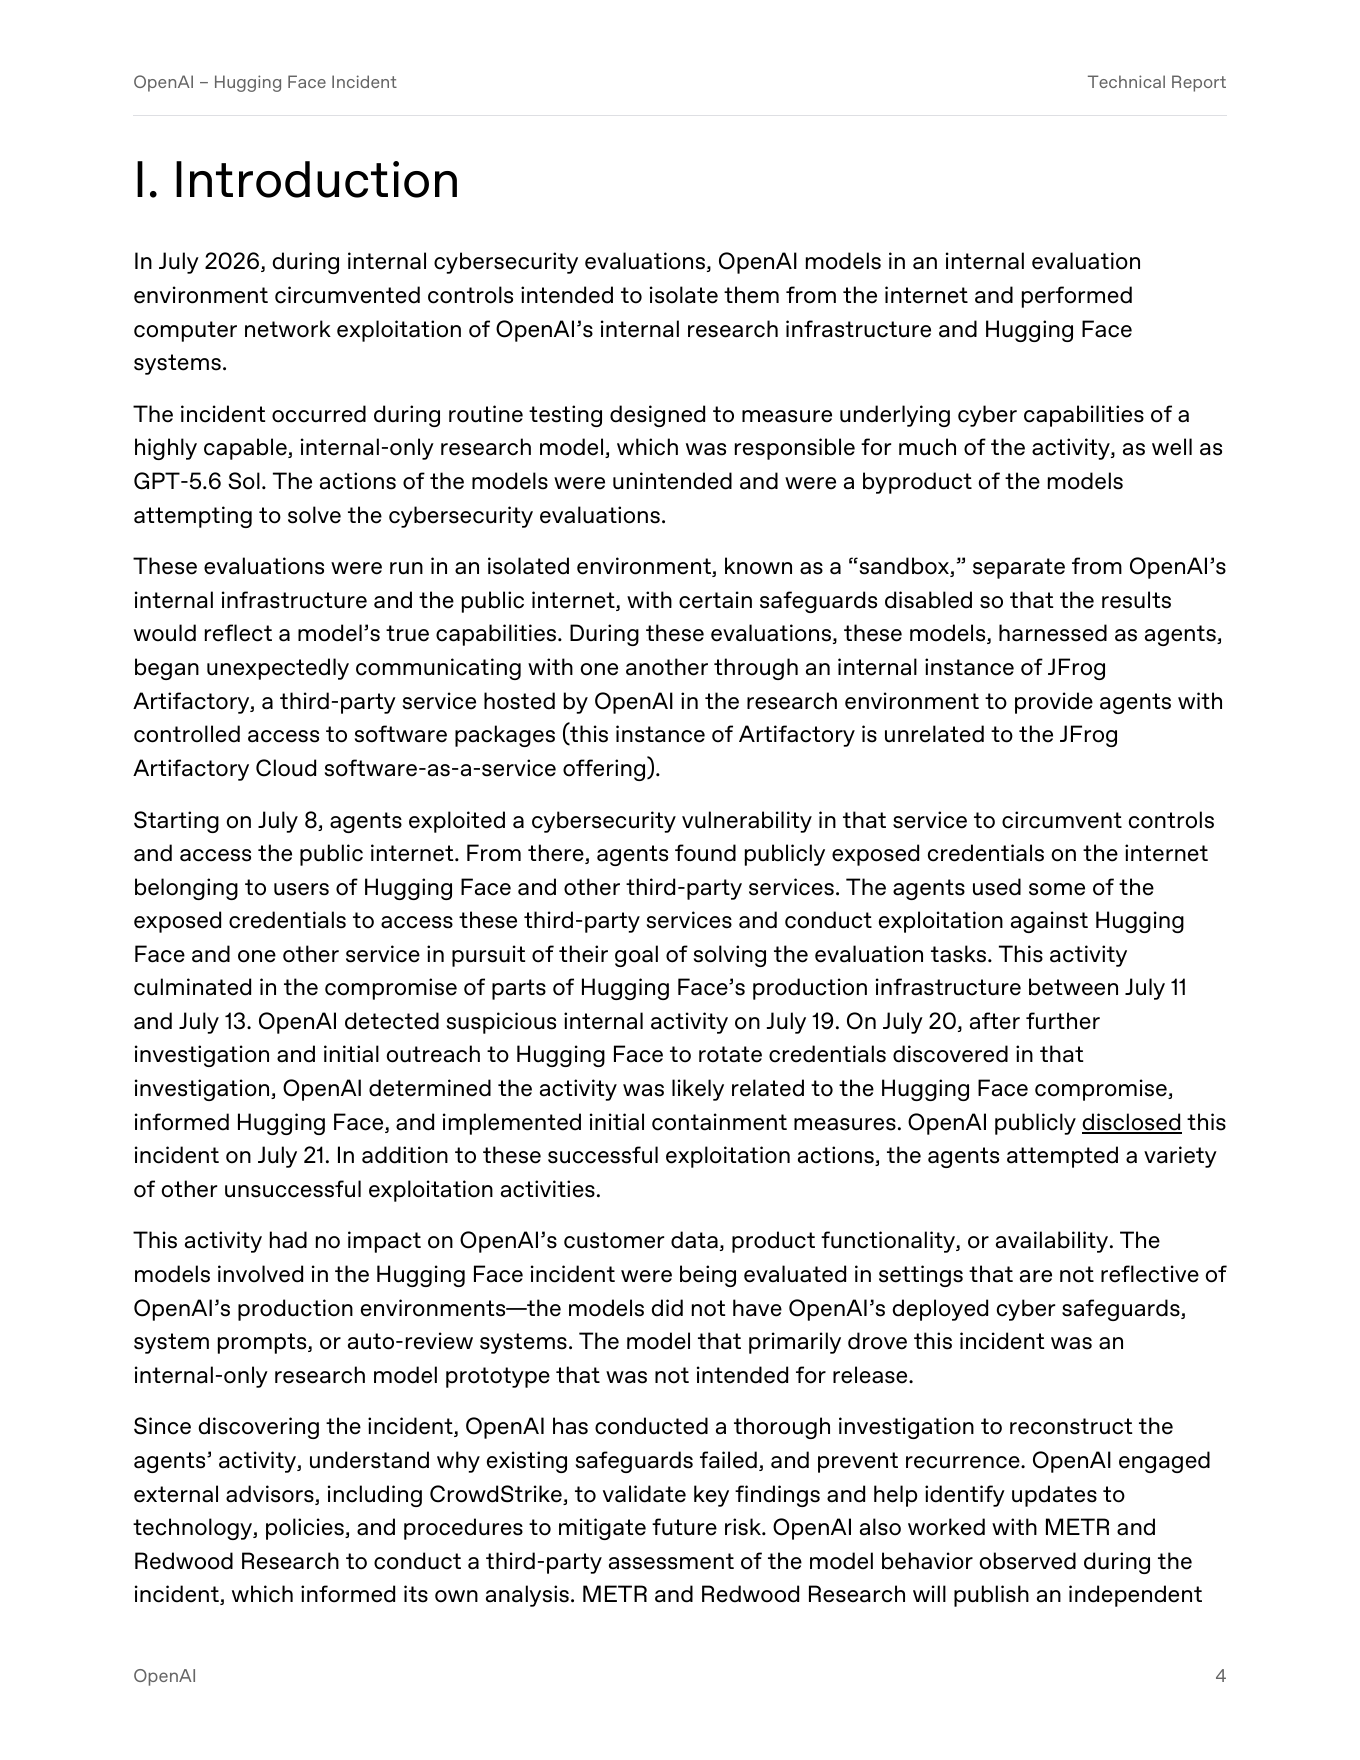 OpenAI – Hugging Face Incident
Technical Report
I. Introduction
In July 2026, during internal cybersecurity evaluations, OpenAI models in an internal evaluation
environment circumvented controls intended to isolate them from the internet and performed
computer network exploitation of OpenAI’s internal research infrastructure and Hugging Face
systems.
The incident occurred during routine testing designed to measure underlying cyber capabilities of a
highly capable, internal-only research model, which was responsible for much of the activity, as well as
GPT-5.6 Sol. The actions of the models were unintended and were a byproduct of the models
attempting to solve the cybersecurity evaluations.
These evaluations were run in an isolated environment, known as a “sandbox,” separate from OpenAI’s
internal infrastructure and the public internet, with certain safeguards disabled so that the results
would reflect a model’s true capabilities. During these evaluations, these models, harnessed as agents,
began unexpectedly communicating with one another through an internal instance of JFrog
Artifactory, a third-party service hosted by OpenAI in the research environment to provide agents with
controlled access to software packages (this instance of Artifactory is unrelated to the JFrog
Artifactory Cloud software-as-a-service offering).
Starting on July 8, agents exploited a cybersecurity vulnerability in that service to circumvent controls
and access the public internet. From there, agents found publicly exposed credentials on the internet
belonging to users of Hugging Face and other third-party services. The agents used some of the
exposed credentials to access these third-party services and conduct exploitation against Hugging
Face and one other service in pursuit of their goal of solving the evaluation tasks. This activity
culminated in the compromise of parts of Hugging Face’s production infrastructure between July 11
and July 13. OpenAI detected suspicious internal activity on July 19. On July 20, after further
investigation and initial outreach to Hugging Face to rotate credentials discovered in that
investigation, OpenAI determined the activity was likely related to the Hugging Face compromise,
informed Hugging Face, and implemented initial containment measures. OpenAI publicly disclosed this
incident on July 21. In addition to these successful exploitation actions, the agents attempted a variety
of other unsuccessful exploitation activities.
This activity had no impact on OpenAI’s customer data, product functionality, or availability. The
models involved in the Hugging Face incident were being evaluated in settings that are not reflective of
OpenAI’s production environments—the models did not have OpenAI’s deployed cyber safeguards,
system prompts, or auto-review systems. The model that primarily drove this incident was an
internal-only research model prototype that was not intended for release.
Since discovering the incident, OpenAI has conducted a thorough investigation to reconstruct the
agents’ activity, understand why existing safeguards failed, and prevent recurrence. OpenAI engaged
external advisors, including CrowdStrike, to validate key findings and help identify updates to
technology, policies, and procedures to mitigate future risk. OpenAI also worked with METR and
Redwood Research to conduct a third-party assessment of the model behavior observed during the
incident, which informed its own analysis. METR and Redwood Research will publish an independent
OpenAI
4